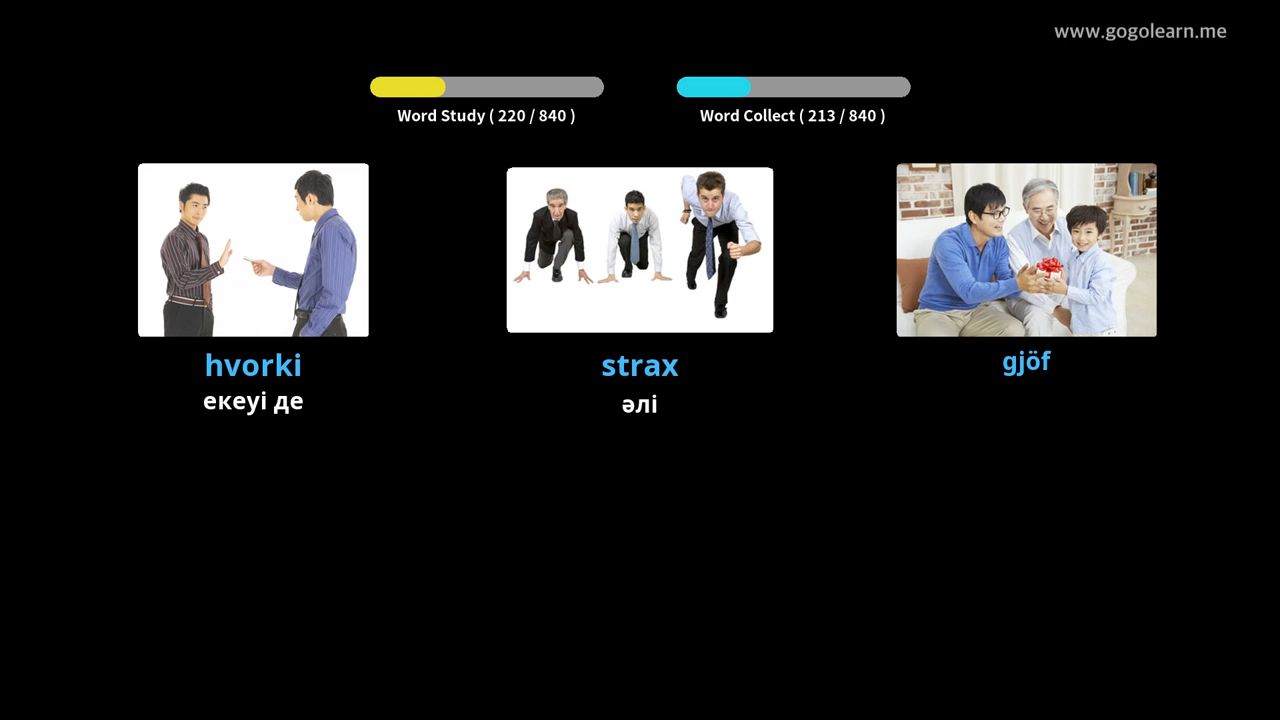 www.gogolearn.me
Word Study ( 220 / 840 )
Word Collect ( 213 / 840 )
hvorki
екеуі де
strax
әлі
gjöf